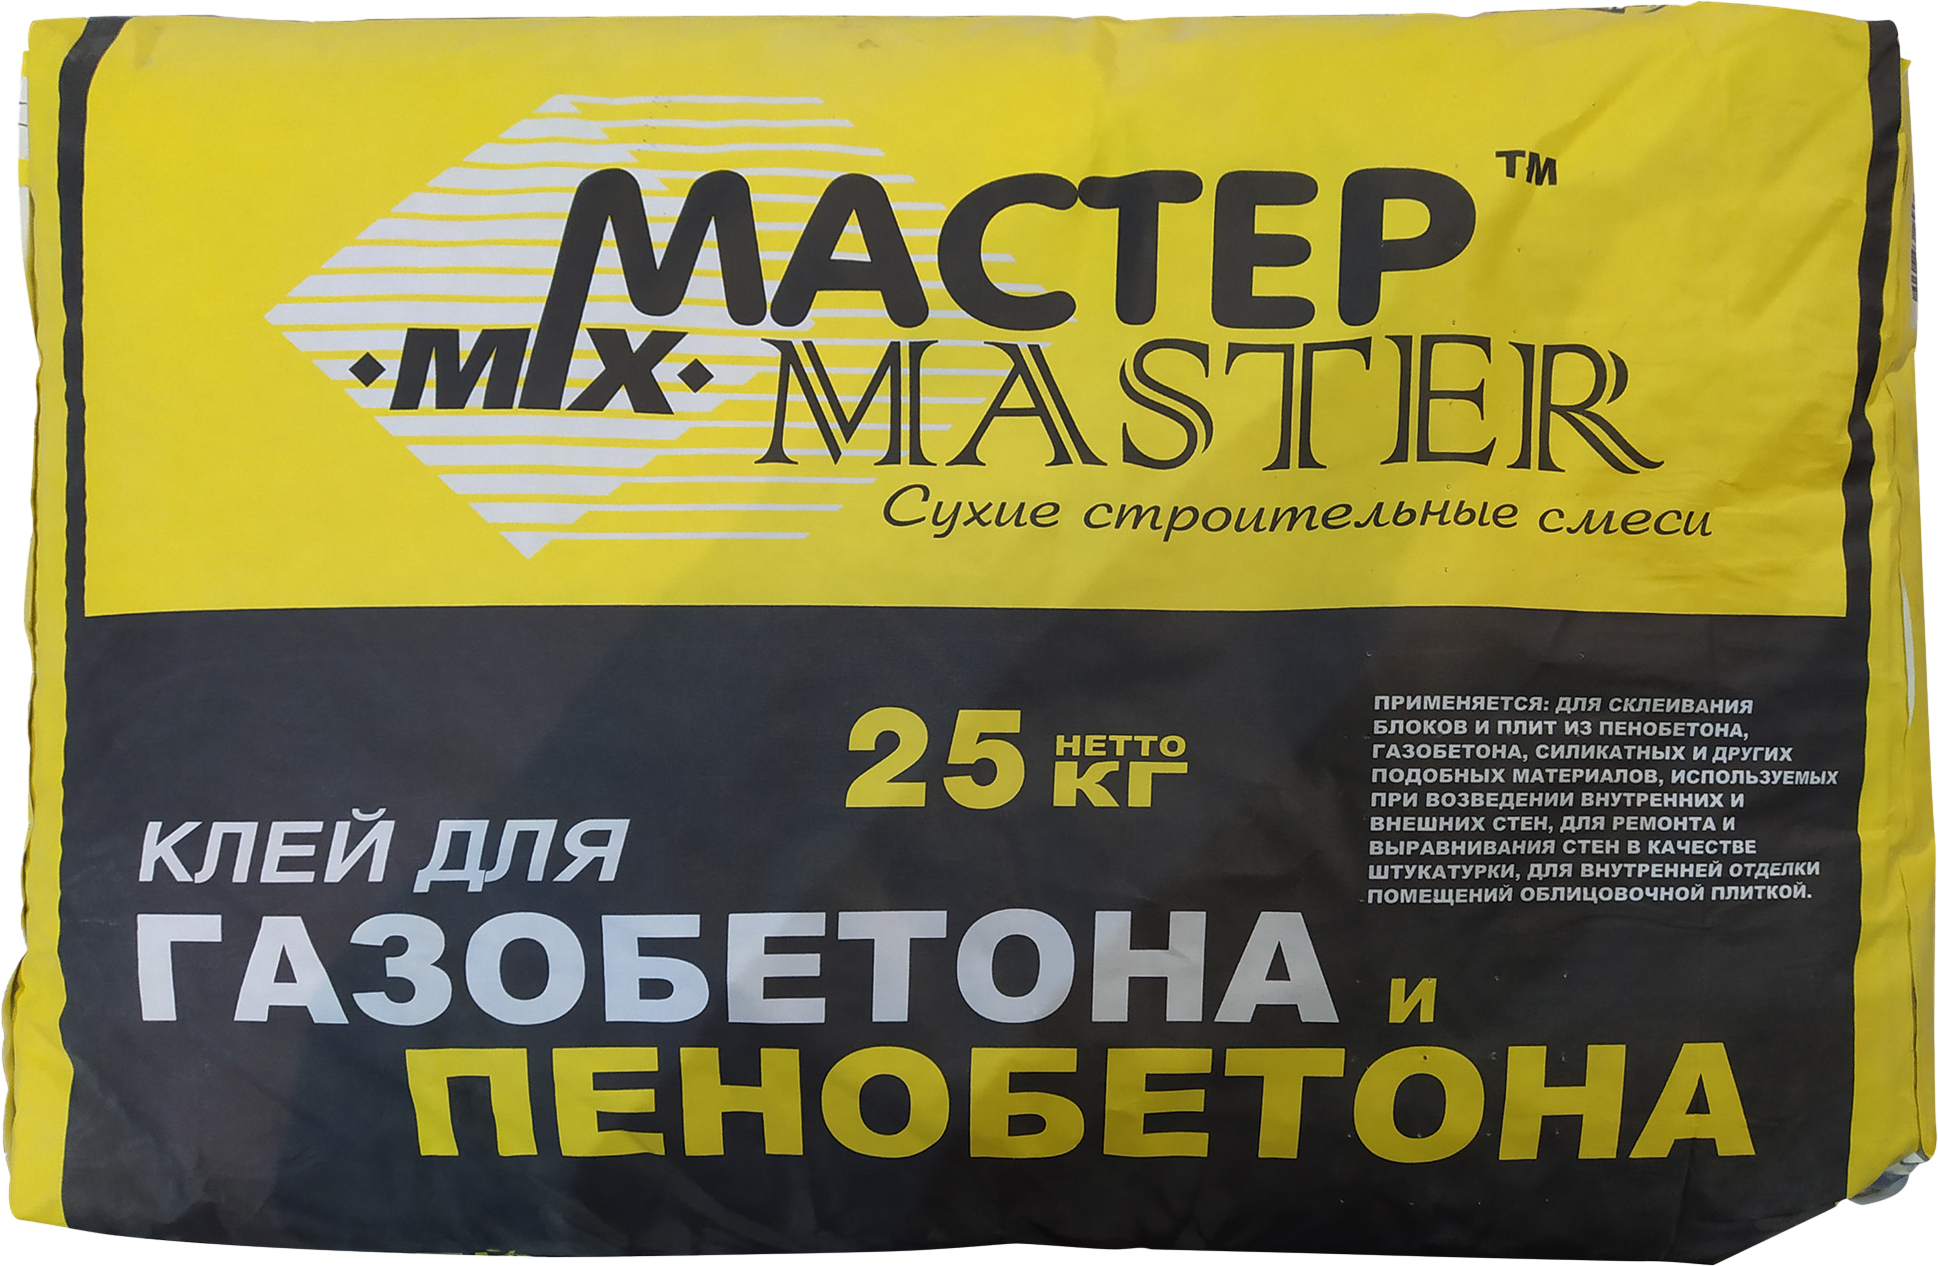 МАСТЕР™
MIX
MASTER
Сухие строительные смеси
25 НЕТТО КГ
ПРИМЕНЯЕТСЯ: ДЛЯ СКЛЕИВАНИЯ
БЛОКОВ И ПЛИТ ИЗ ПЕНОБЕТОНА,
ГАЗОБЕТОНА, СИЛИКАТНЫХ И ДРУГИХ
ПОДОБНЫХ МАТЕРИАЛОВ, ИСПОЛЬЗУЕМЫХ
ПРИ ВОЗВЕДЕНИИ ВНУТРЕННИХ И
ВНЕШНИХ СТЕН, ДЛЯ РЕМОНТА И
ВЫРАВНИВАНИЯ СТЕН В КАЧЕСТВЕ
ШТУКАТУРКИ, ДЛЯ ВНУТРЕННЕЙ ОТДЕЛКИ
ПОМЕЩЕНИЙ ОБЛИЦОВОЧНОЙ ПЛИТКОЙ.
КЛЕЙ ДЛЯ
ГАЗОБЕТОНА И
ПЕНОБЕТОНА